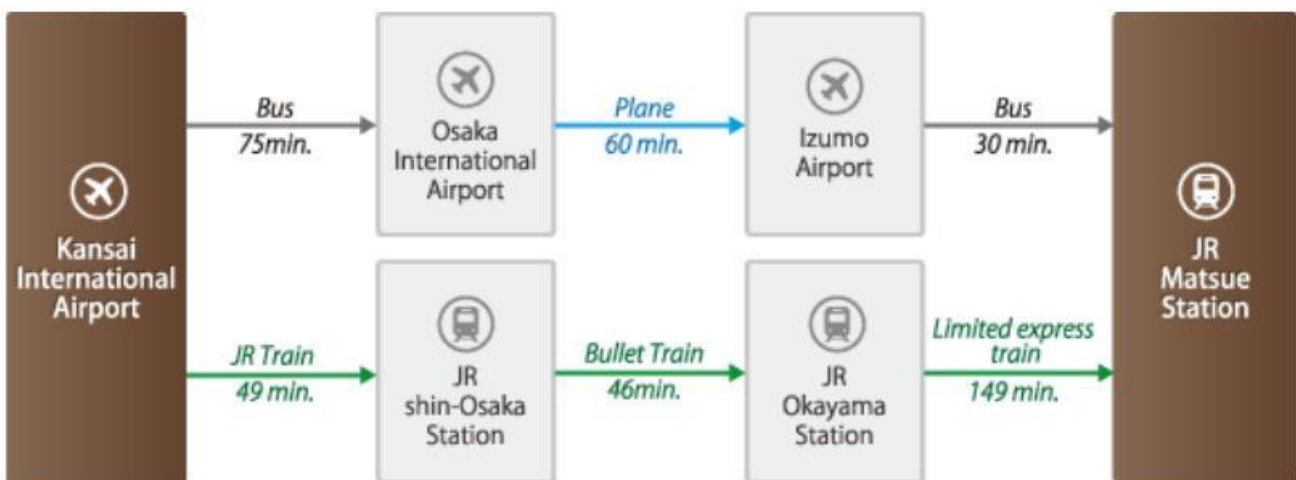 Kansai
International
Airport
Bus
75min.
Osaka
International
Airport
Plane
60 min.
Izumo
Airport
Bus
30 min.
JR Train
49 min.
JR
shin-Osaka
Station
Bullet Train
46min.
JR
Okayama
Station
Limited express
train
149 min.
JR
Matsue
Station